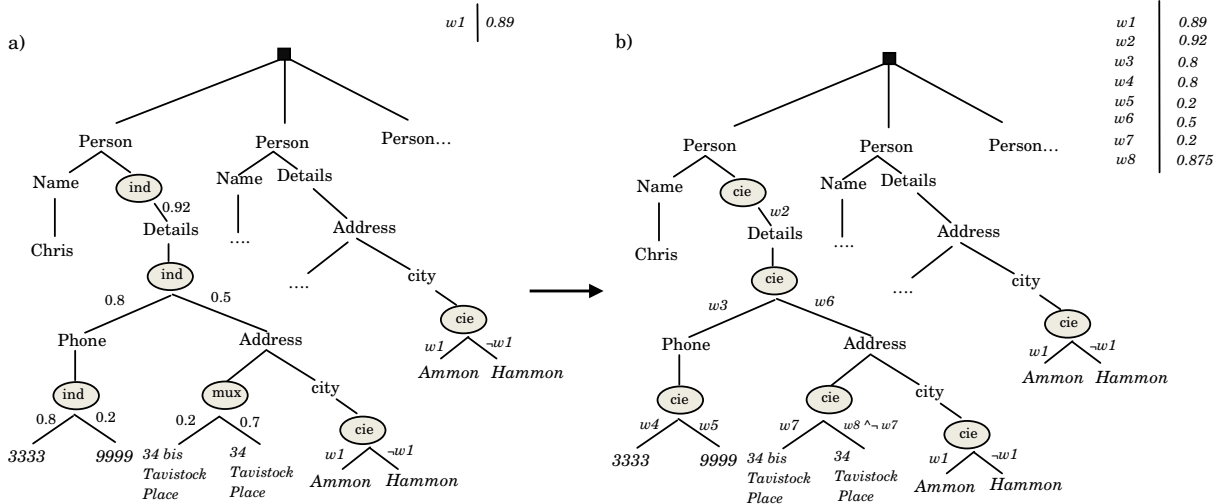 w1 0.89
a)
Person Person Person...
Name ind Name Details
0.92
Chris Details .... Address
ind .... city
0.8 0.5
cie
Phone Address w1 ¬w1
Ammon Hammon
ind mux city
0.8 0.2 0.2 0.7 cie
3333 9999 34 bis 34 w1 ¬w1
Tavistock Tavistock
Place Place Ammon Hammon
b)
w1 0.89
w2 0.92
w3 0.8
w4 0.8
w5 0.2
w6 0.5
w7 0.2
w8 0.875
Person Person Person...
Name cie Name Details
w2
Chris Details .... Address
cie .... city
w3 w6
cie
Phone Address w1 ¬w1
Ammon Hammon
cie cie city
w4 w5 w7 w8 ^¬ w7 cie
3333 9999 34 bis 34 w1 ¬w1
Tavistock Tavistock
Place Place Ammon Hammon